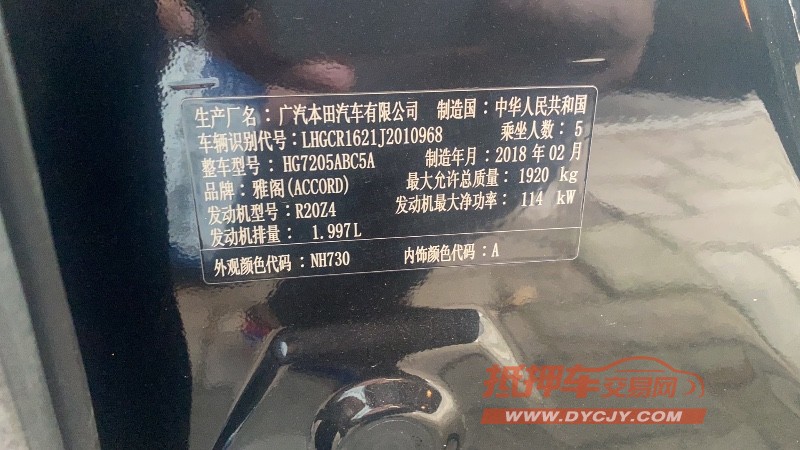 生产厂名：广汽本田汽车有限公司 制造国：中华人民共和国
车辆识别代号：LHGCR1621J2010968 乘坐人数：5
整车型号：HG7205ABC5A 制造年月：2018 年 02 月
品牌：雅阁(ACCORD) 最大允许总质量：1920 kg
发动机型号：R20Z4 发动机最大净功率：114 kW
发动机排量：1.997L
外观颜色代码：NH730 内饰颜色代码：A
抵押车交易网
WWW.DYCJY.COM